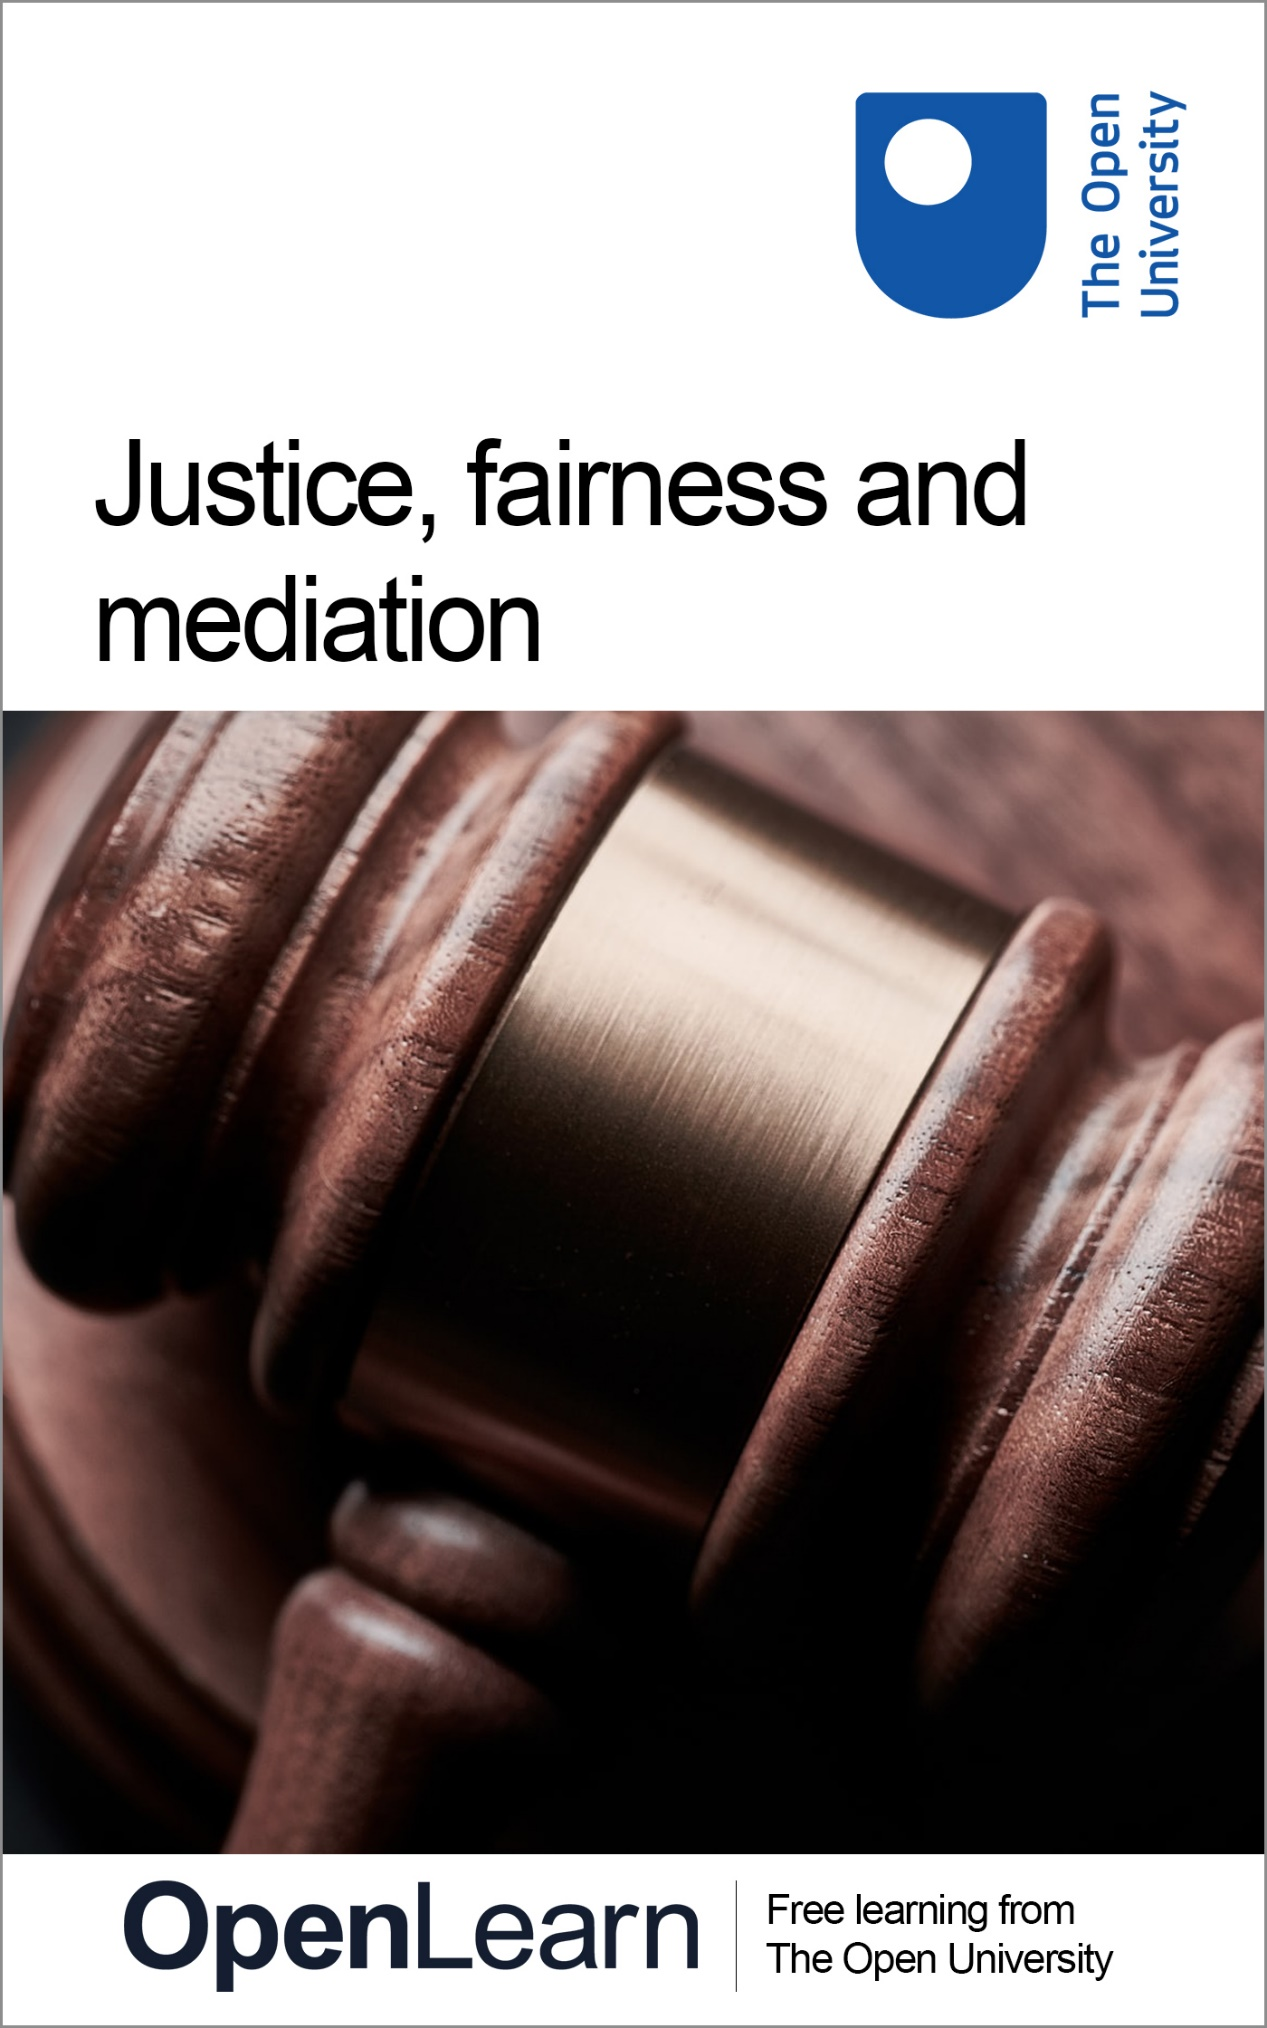 The Open
University
Justice, fairness and
mediation
OpenLearn
Free learning from
The Open University